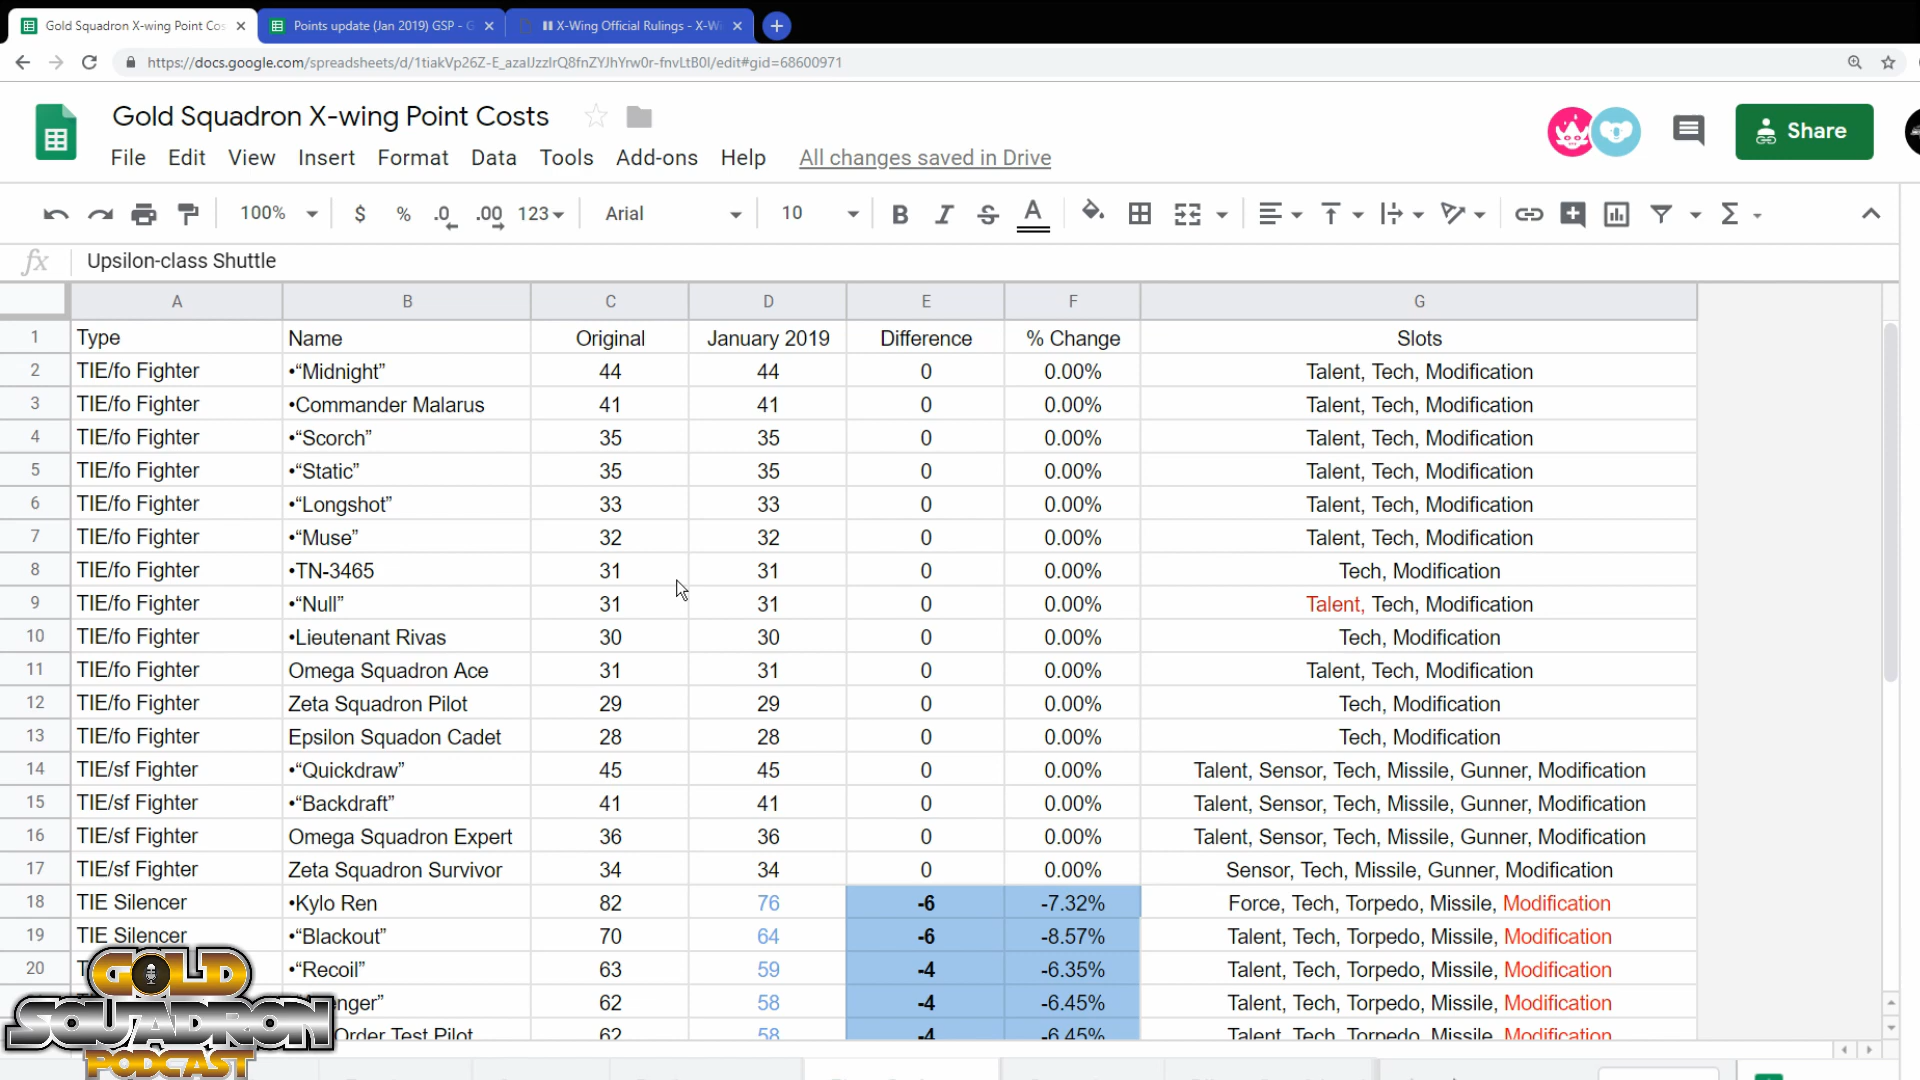 Gold Squadron X-wing Point Cos
Points update (Jan 2019) GSP - G
X-Wing Official Rulings - X-Wi
https://docs.google.com/spreadsheets/d/1tiakVp26Z-E_azaIJzzIrQ8fnZYJhYrw0r-fnvLtB0I/edit#gid=68600971
Gold Squadron X-wing Point Costs
File Edit View Insert Format Data Tools Add-ons Help All changes saved in Drive
Share
100% $ % .0 .00 123 Arial 10 B I S A Σ
fx Upsilon-class Shuttle
A B C D E F G
1 Type Name Original January 2019 Difference % Change Slots
2 TIE/fo Fighter •“Midnight” 44 44 0 0.00% Talent, Tech, Modification
3 TIE/fo Fighter •Commander Malarus 41 41 0 0.00% Talent, Tech, Modification
4 TIE/fo Fighter •“Scorch” 35 35 0 0.00% Talent, Tech, Modification
5 TIE/fo Fighter •“Static” 35 35 0 0.00% Talent, Tech, Modification
6 TIE/fo Fighter •“Longshot” 33 33 0 0.00% Talent, Tech, Modification
7 TIE/fo Fighter •“Muse” 32 32 0 0.00% Talent, Tech, Modification
8 TIE/fo Fighter •TN-3465 31 31 0 0.00% Tech, Modification
9 TIE/fo Fighter •“Null” 31 31 0 0.00% Talent, Tech, Modification
10 TIE/fo Fighter •Lieutenant Rivas 30 30 0 0.00% Tech, Modification
11 TIE/fo Fighter Omega Squadron Ace 31 31 0 0.00% Talent, Tech, Modification
12 TIE/fo Fighter Zeta Squadron Pilot 29 29 0 0.00% Tech, Modification
13 TIE/fo Fighter Epsilon Squadon Cadet 28 28 0 0.00% Tech, Modification
14 TIE/sf Fighter •“Quickdraw” 45 45 0 0.00% Talent, Sensor, Tech, Missile, Gunner, Modification
15 TIE/sf Fighter •“Backdraft” 41 41 0 0.00% Talent, Sensor, Tech, Missile, Gunner, Modification
16 TIE/sf Fighter Omega Squadron Expert 36 36 0 0.00% Talent, Sensor, Tech, Missile, Gunner, Modification
17 TIE/sf Fighter Zeta Squadron Survivor 34 34 0 0.00% Sensor, Tech, Missile, Gunner, Modification
18 TIE Silencer •Kylo Ren 82 76 -6 -7.32% Force, Tech, Torpedo, Missile, Modification
19 TIE Silencer •“Blackout” 70 64 -6 -8.57% Talent, Tech, Torpedo, Missile, Modification
20 T •“Recoil” 63 59 -4 -6.35% Talent, Tech, Torpedo, Missile, Modification
enger” 62 58 -4 -6.45% Talent, Tech, Torpedo, Missile, Modification
Order Test Pilot 62 58 -4 -6.45% Talent, Tech, Torpedo, Missile, Modification
GOLD
SQUADRON
PODCAST